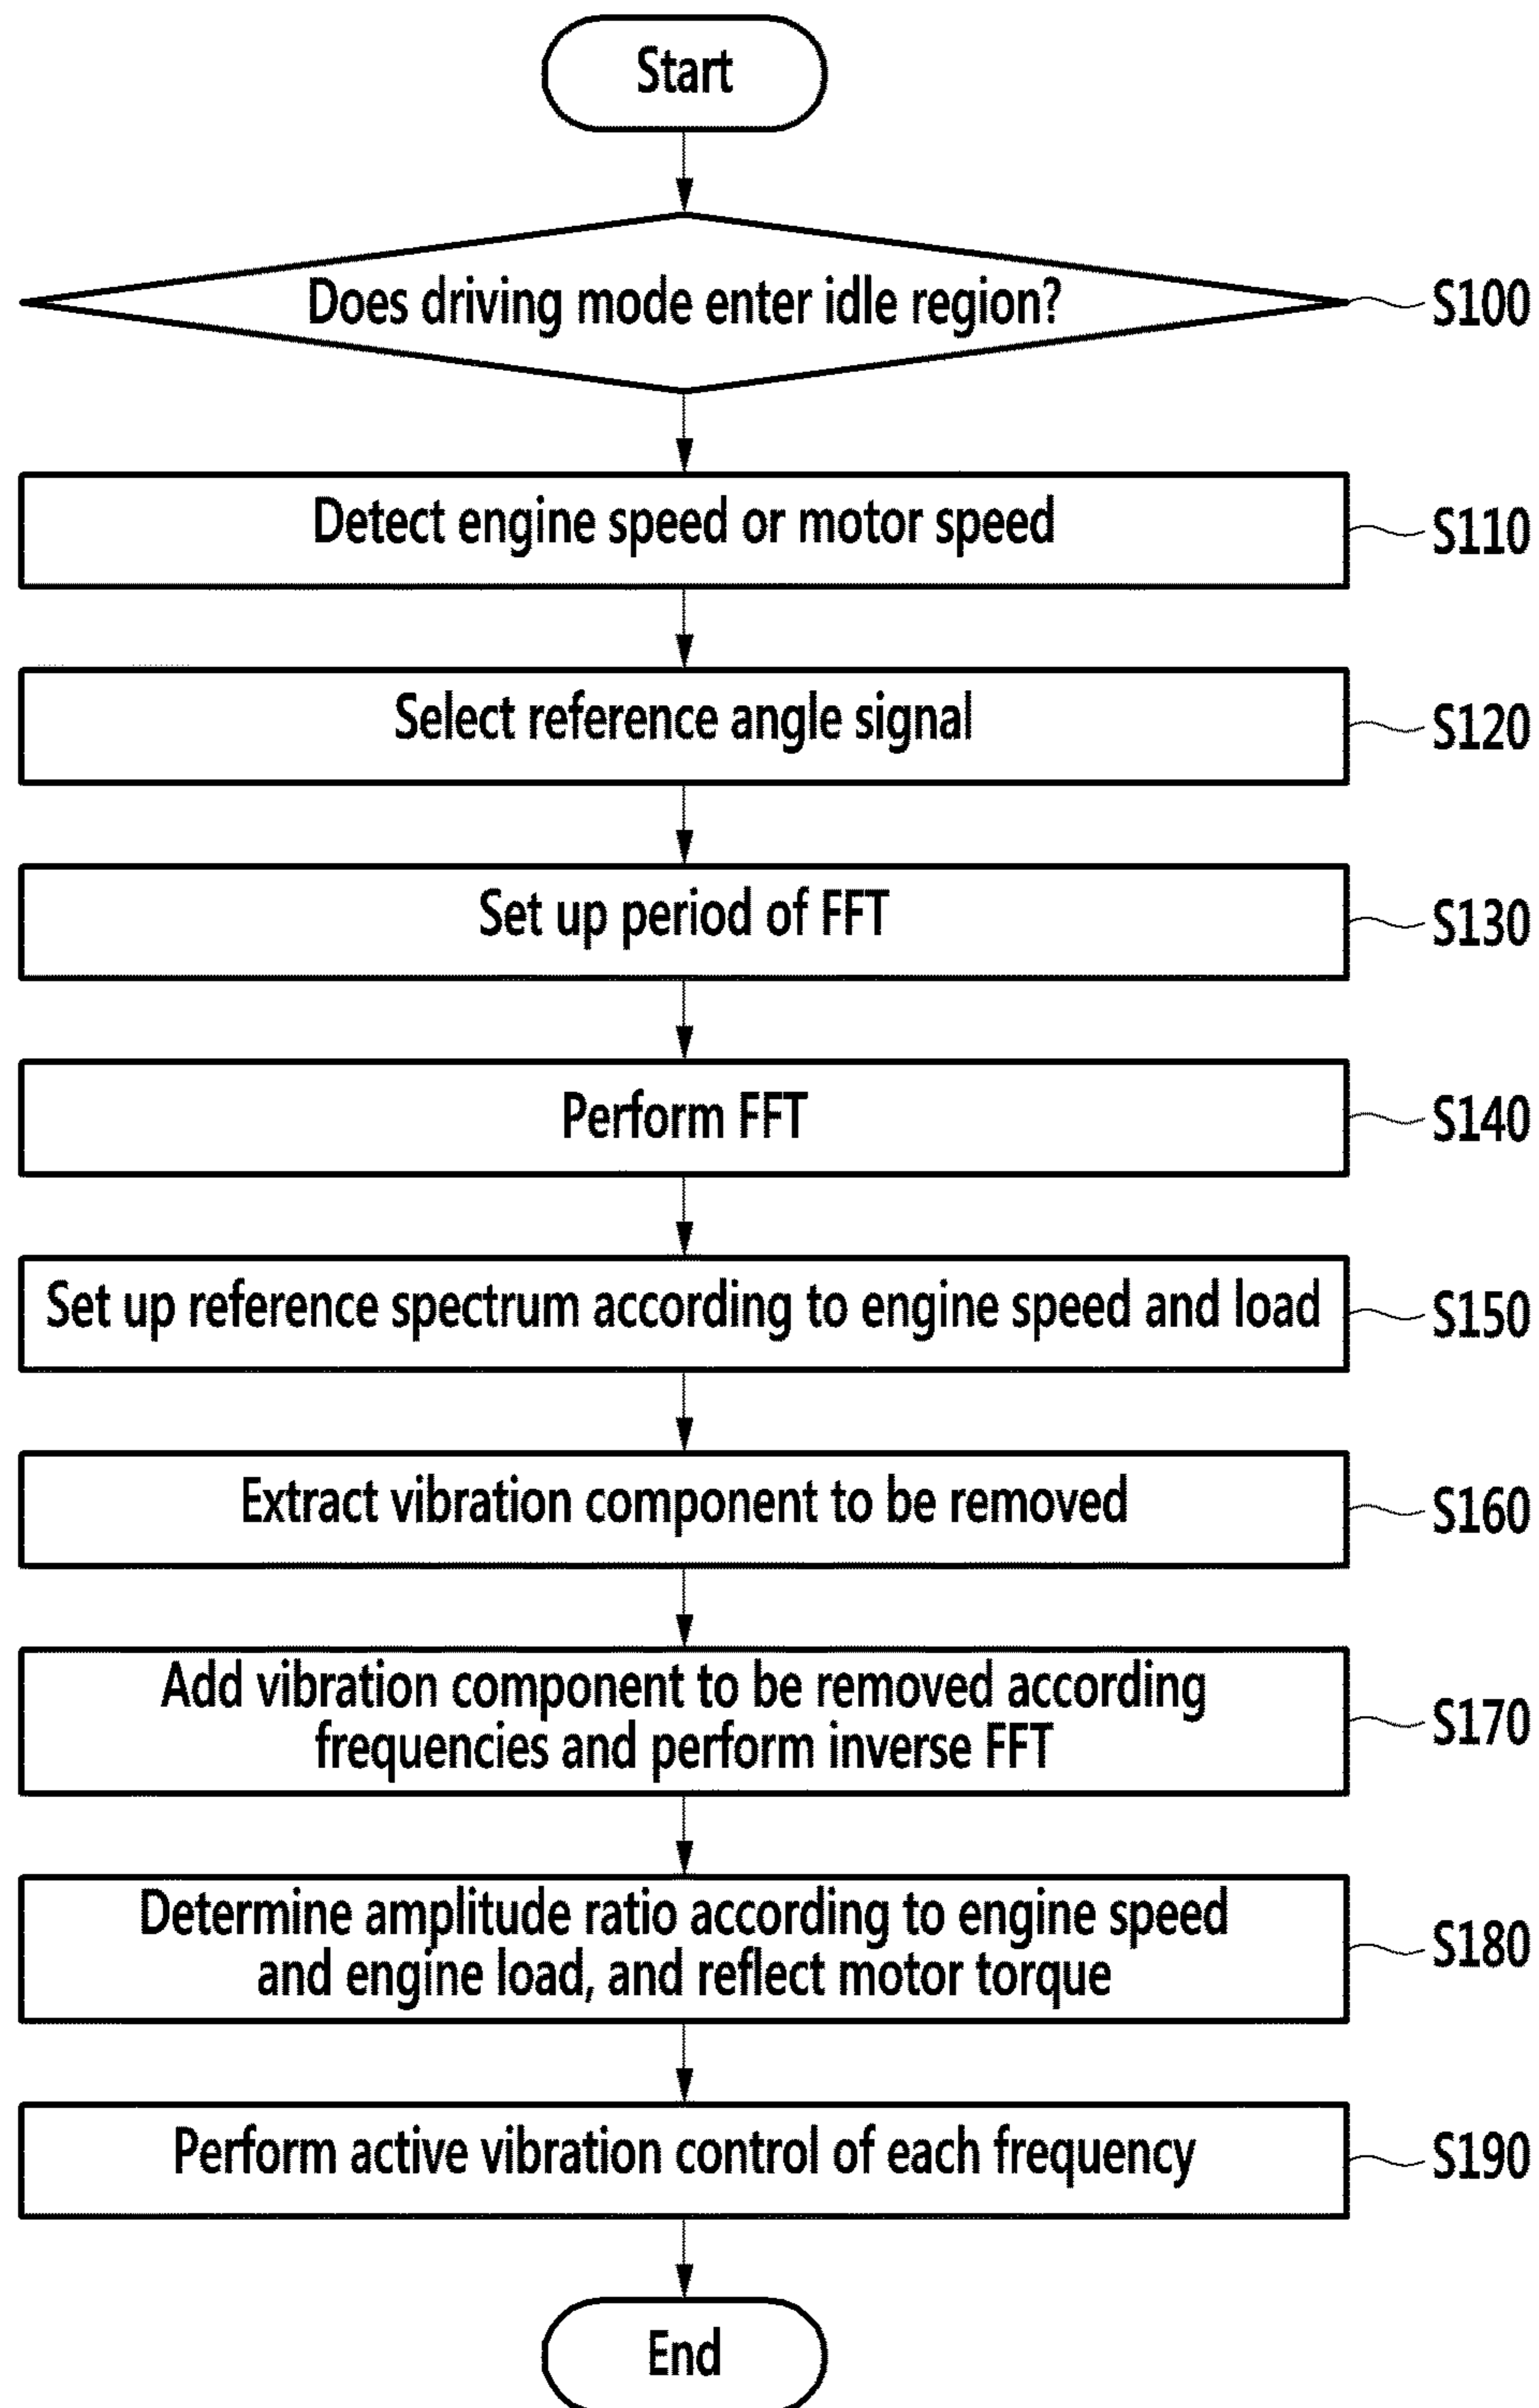 Start
Does driving mode enter idle region?
S100
Detect engine speed or motor speed
S110
Select reference angle signal
S120
Set up period of FFT
S130
Perform FFT
S140
Set up reference spectrum according to engine speed and load
S150
Extract vibration component to be removed
S160
Add vibration component to be removed according
frequencies and perform inverse FFT
S170
Determine amplitude ratio according to engine speed
and engine load, and reflect motor torque
S180
Perform active vibration control of each frequency
S190
End